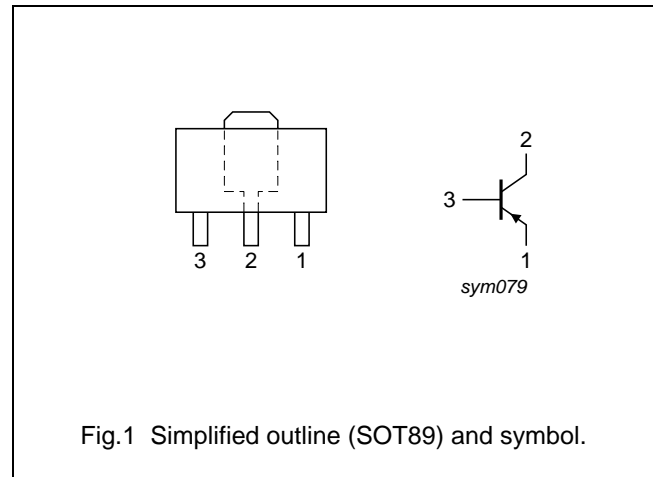 3 2 1
2
3
1
sym079
Fig.1 Simplified outline (SOT89) and symbol.